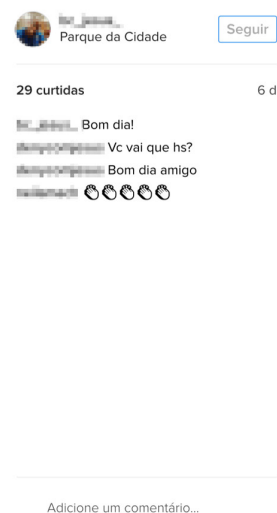 Parque da Cidade
Seguir
29 curtidas 6 d
Bom dia!
Vc vai que hs?
Bom dia amigo
👏👏👏👏👏
Adicione um comentário...